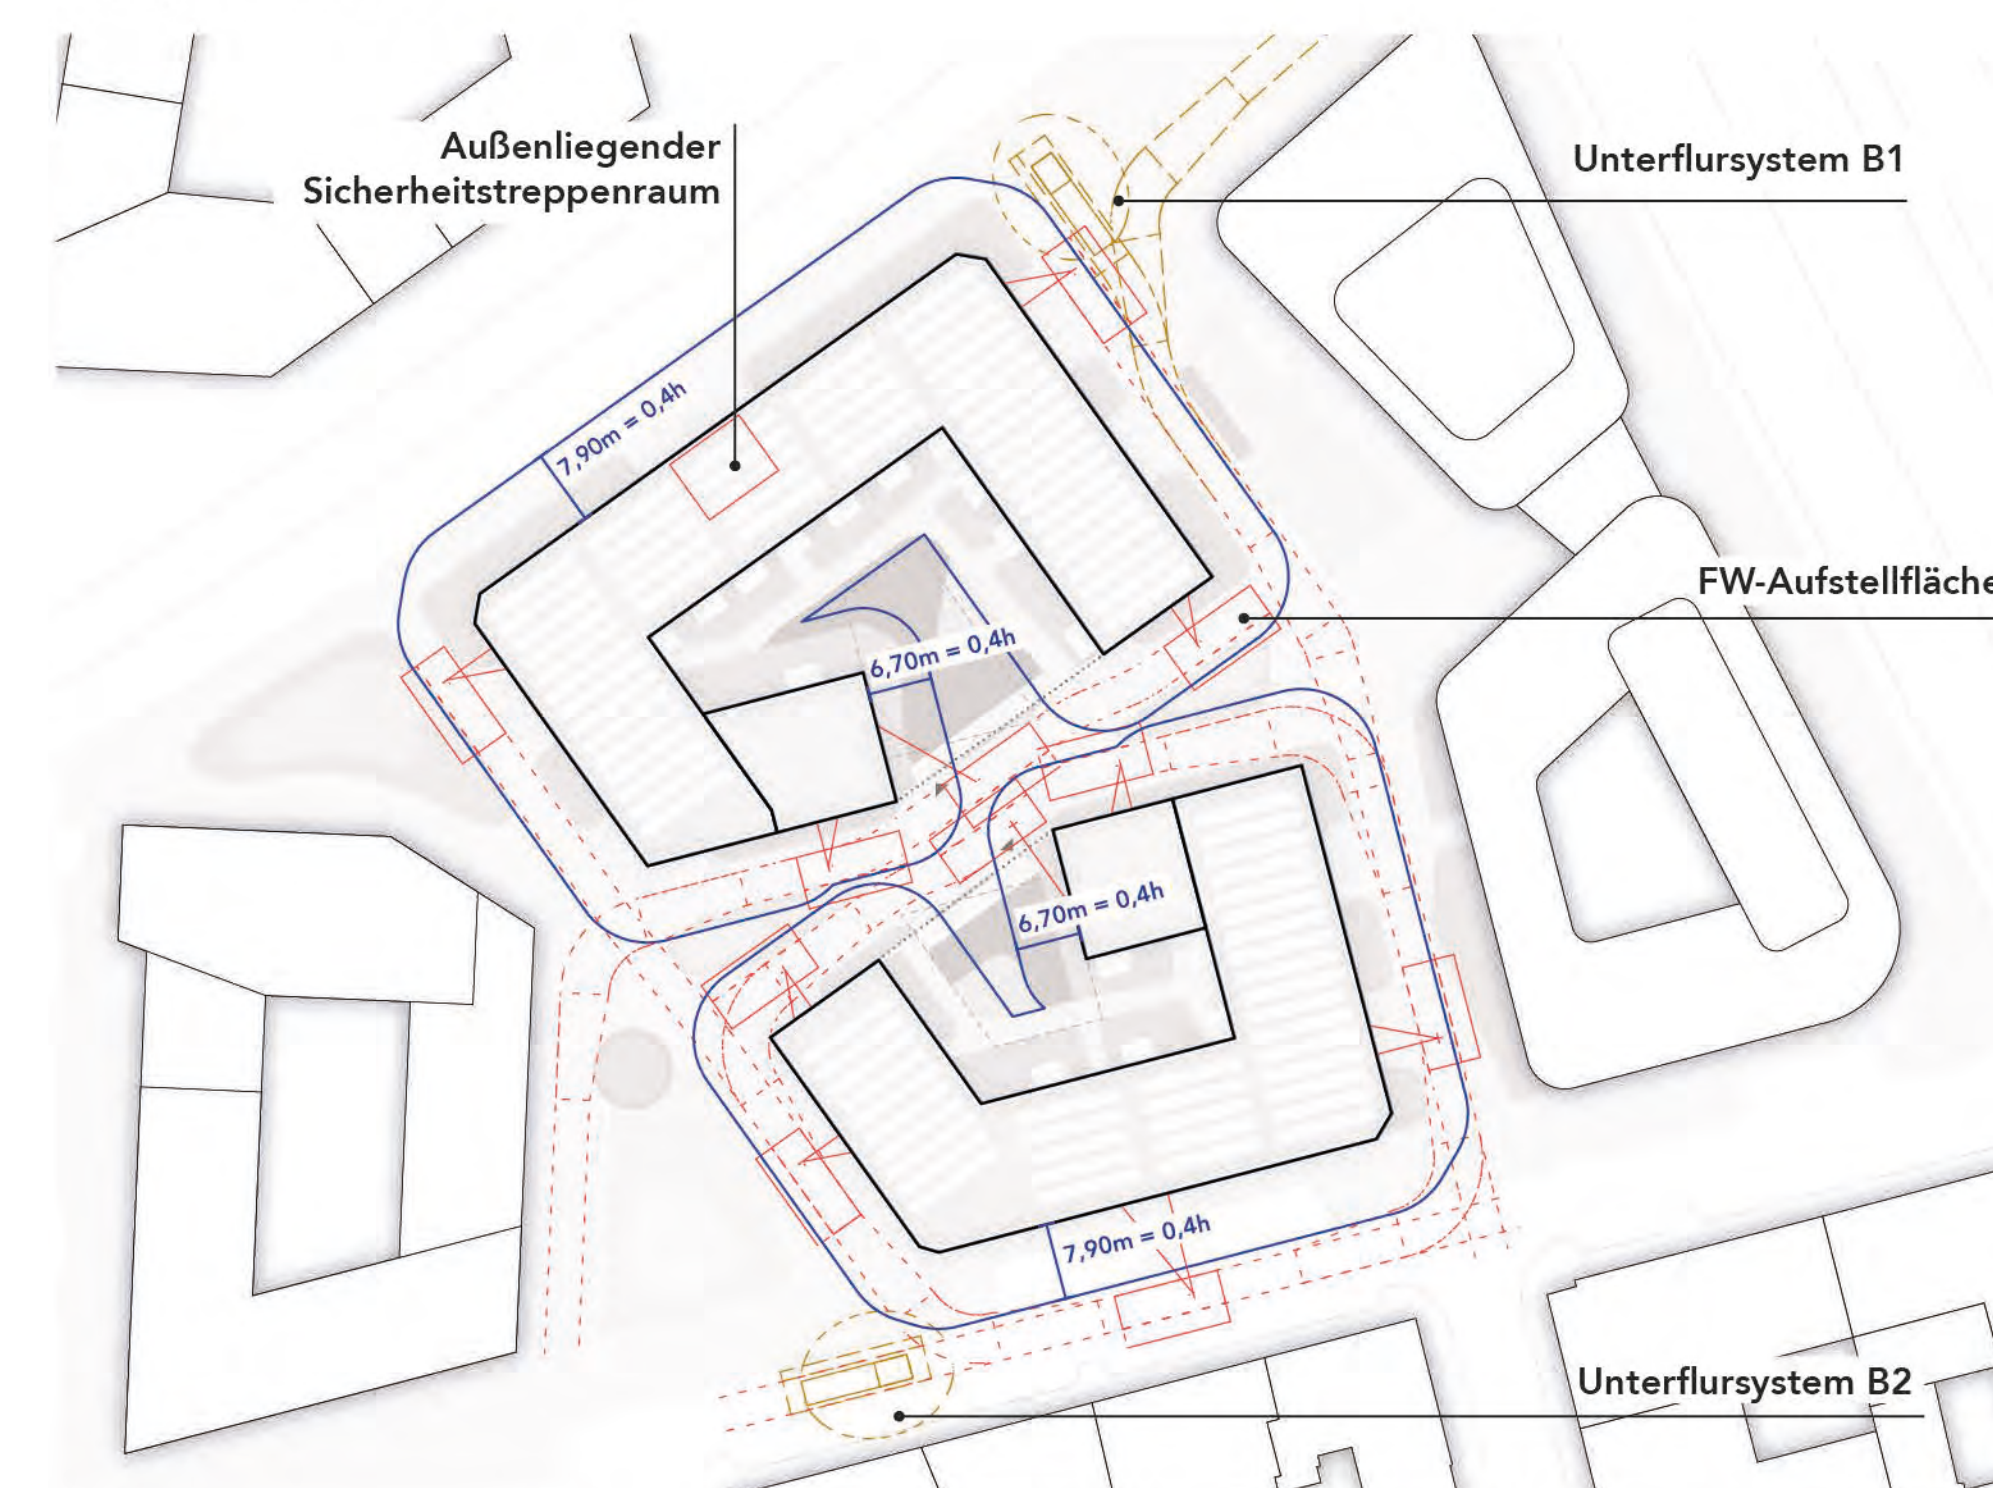 Außenliegender
Sicherheitstreppenraum
Unterflursystem B1
7,90m = 0,4h
FW-Aufstellfläche
6,70m = 0,4h
6,70m = 0,4h
7,90m = 0,4h
Unterflursystem B2